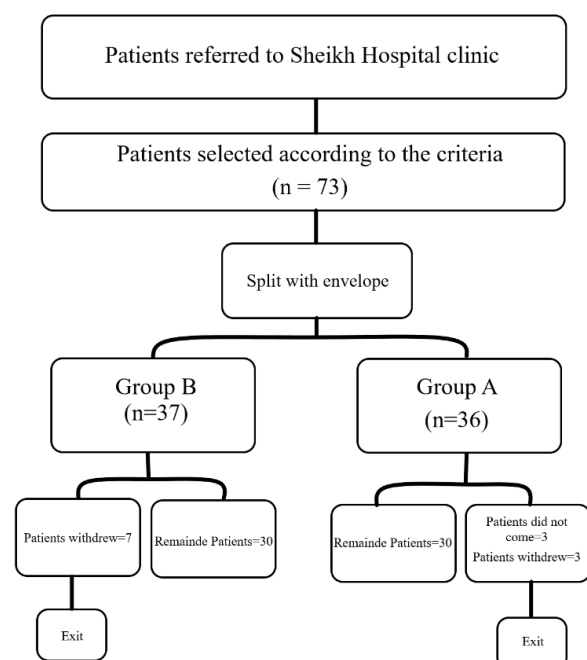 Patients referred to Sheikh Hospital clinic
Patients selected according to the criteria
(n = 73)
Split with envelope
Group B
(n=37)
Group A
(n=36)
Patients withdrew=7
Remainde Patients=30
Remainde Patients=30
Patients did not
come=3
Patients withdrew=3
Exit
Exit